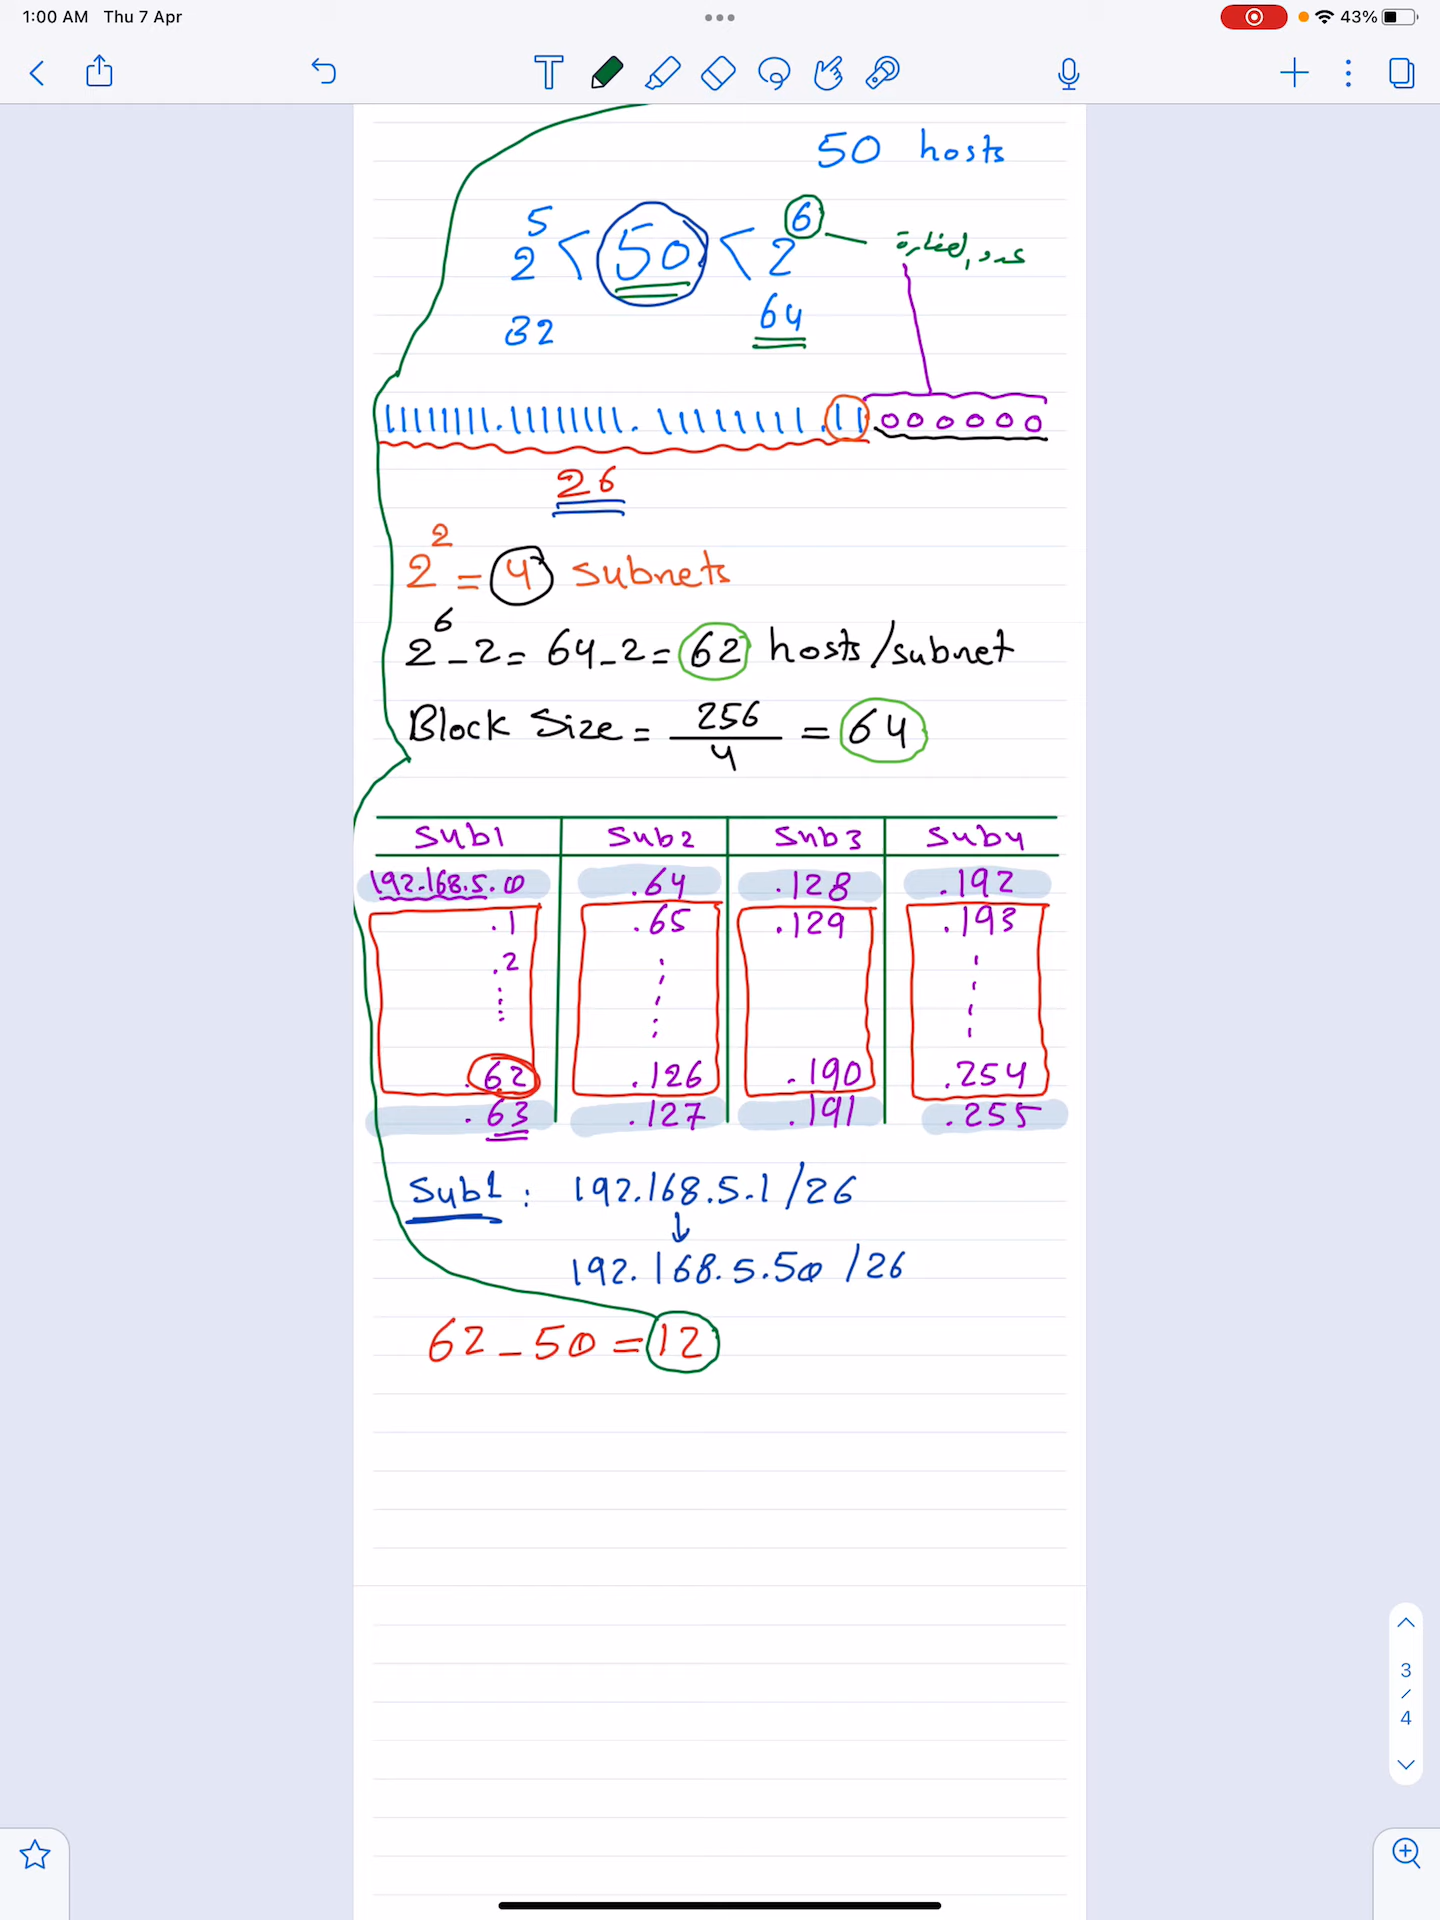 1:00 AM Thu 7 Apr
43%
T
50 hosts
2^5 < 50 < 2^6
عدد اصفارة
32 64
11111111.11111111.11111111.11000000
26
2^2 = 4 subnets
2^6 - 2 = 64 - 2 = 62 hosts/subnet
Block Size = 256/4 = 64
Sub1 Sub2 Sub3 Sub4
192.168.5.0 .64 .128 .192
.1 .65 .129 .193
.2
.62 .126 .190 .254
.63 .127 .191 .255
Sub1: 192.168.5.1/26
↓
192.168.5.50/26
62 - 50 = 12
3
/
4